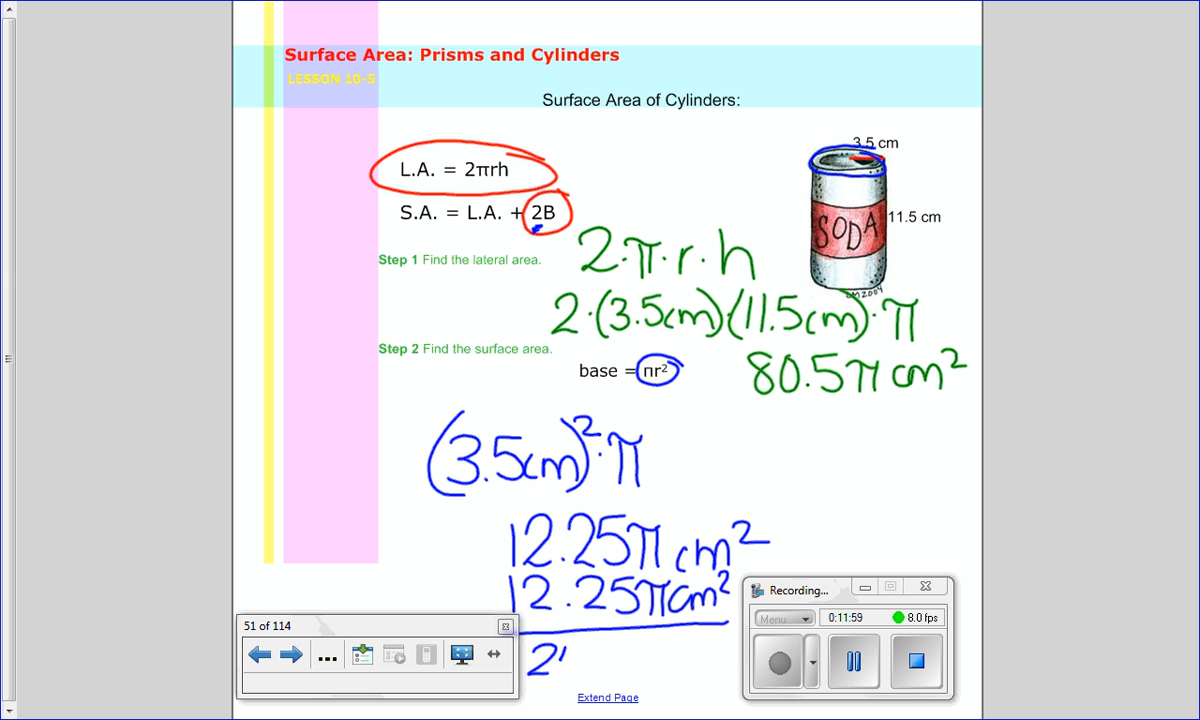 Surface Area: Prisms and Cylinders
LESSON 10-5
Surface Area of Cylinders:
3.5 cm
L.A. = 2πrh
S.A. = L.A. + 2B
SODA
11.5 cm
Step 1 Find the lateral area.
2·π·r·h
2·(3.5cm)(11.5cm)·π
Step 2 Find the surface area.
base = πr²
80.5π cm²
(3.5cm)²·π
12.25π cm²
12.25π cm²
2
51 of 114
Recording...
Menu
0:11:59
8.0 fps
Extend Page